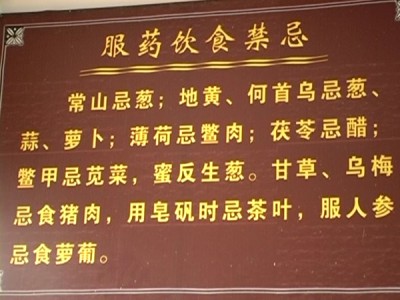 服药饮食禁忌
常山忌葱；地黄、何首乌忌葱、
蒜、萝卜；薄荷忌鳖肉；茯苓忌醋；
鳖甲忌苋菜，蜜反生葱。甘草、乌梅
忌食猪肉，用皂矾时忌茶叶，服人参
忌食萝葡。